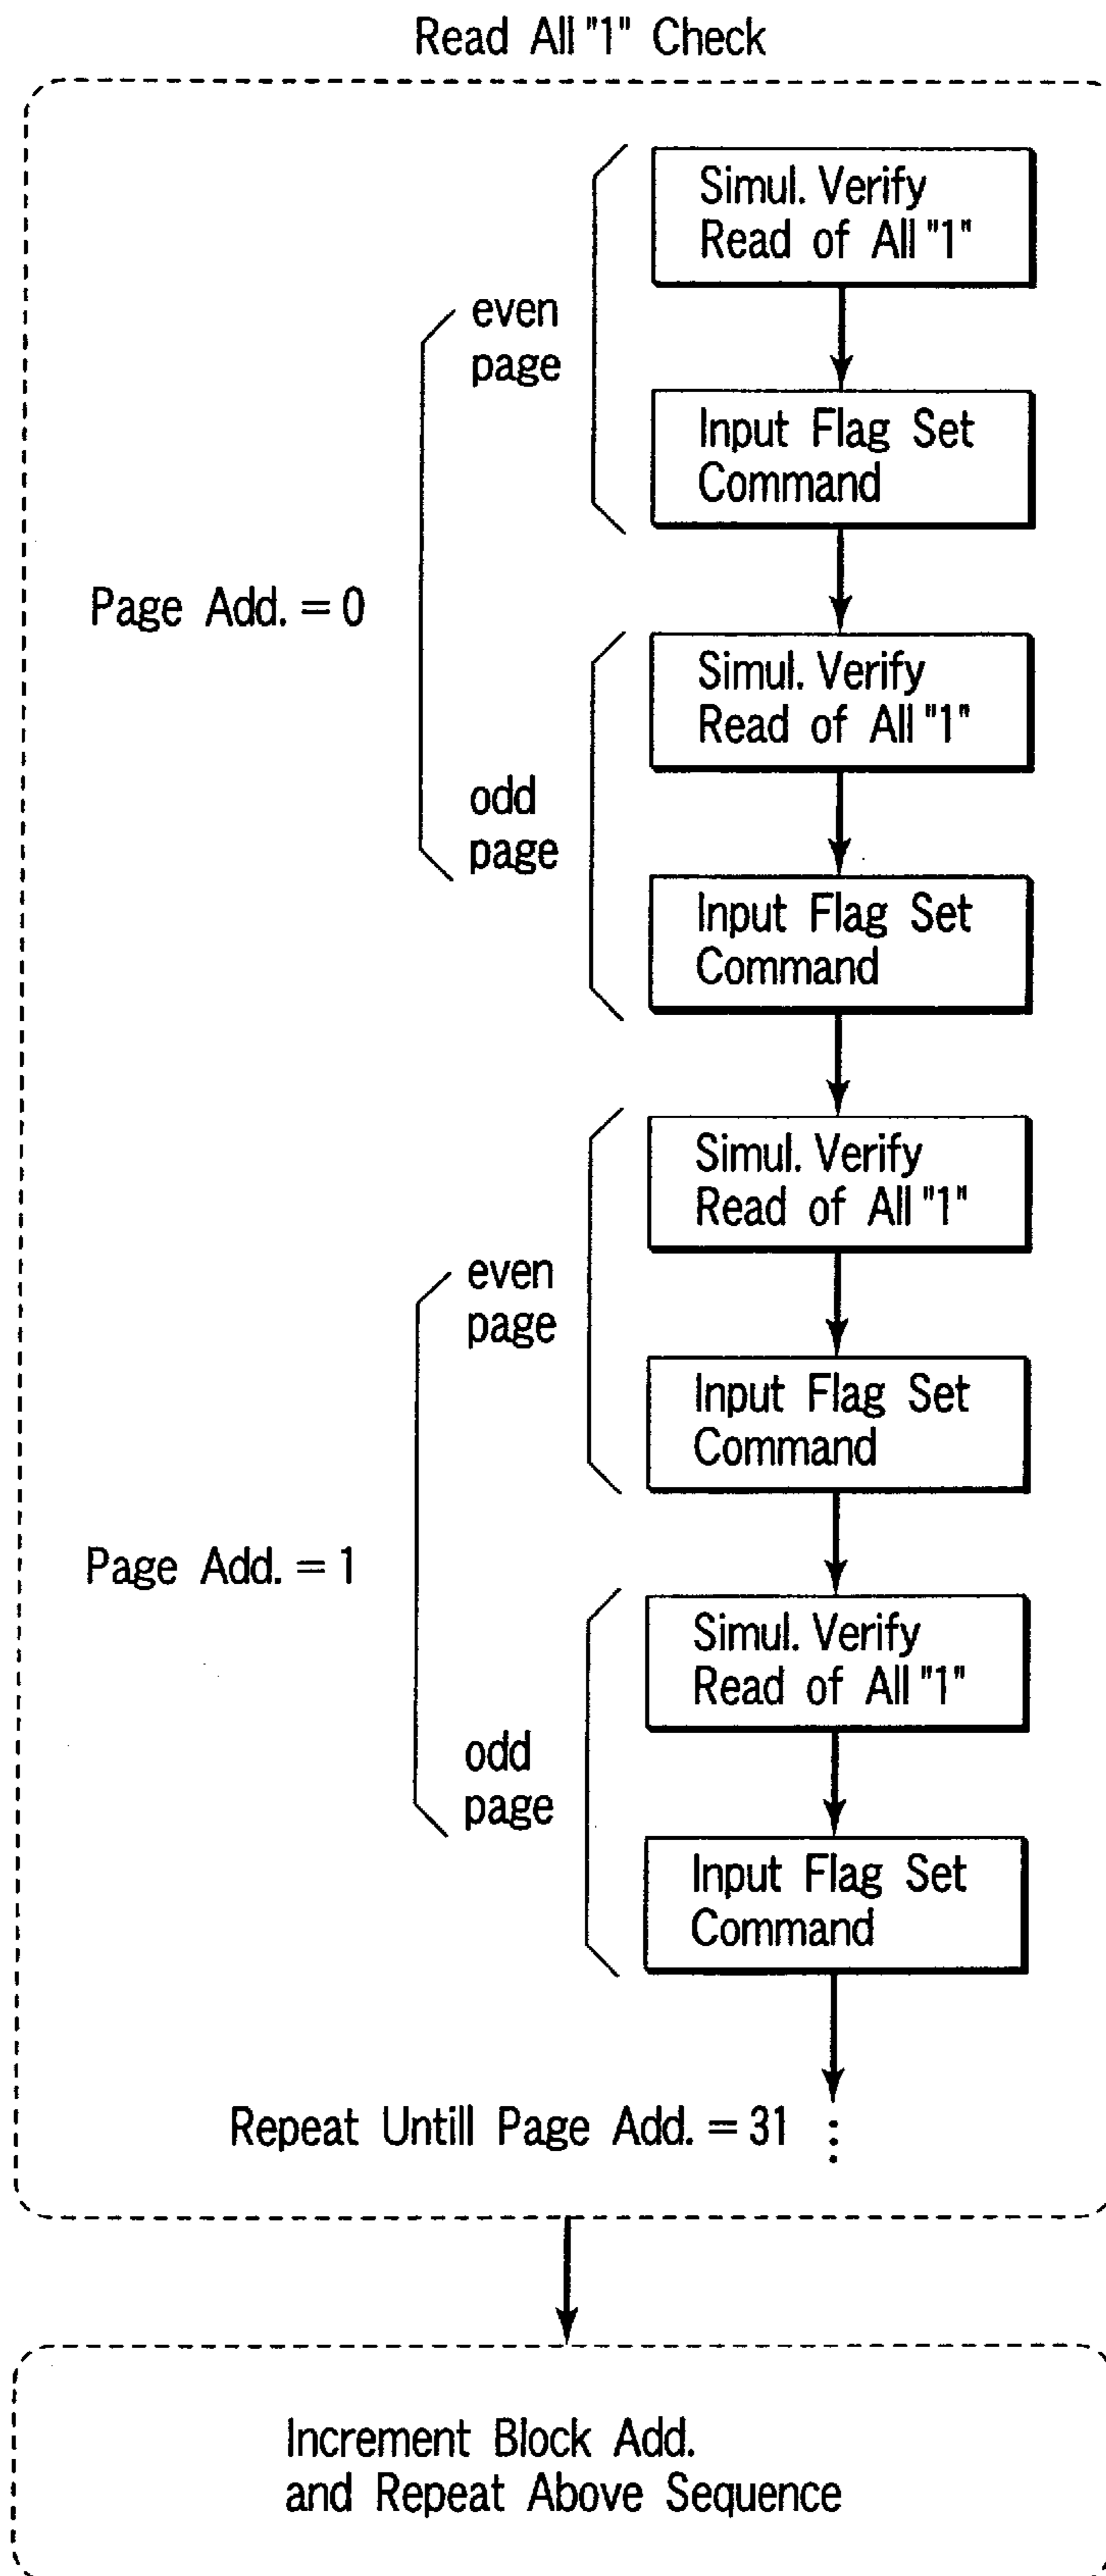 Read All "1" Check
Simul. Verify
Read of All "1"
even
page
Input Flag Set
Command
Page Add. = 0
Simul. Verify
Read of All "1"
odd
page
Input Flag Set
Command
Simul. Verify
Read of All "1"
even
page
Input Flag Set
Command
Page Add. = 1
Simul. Verify
Read of All "1"
odd
page
Input Flag Set
Command
Repeat Untill Page Add. = 31
Increment Block Add.
and Repeat Above Sequence